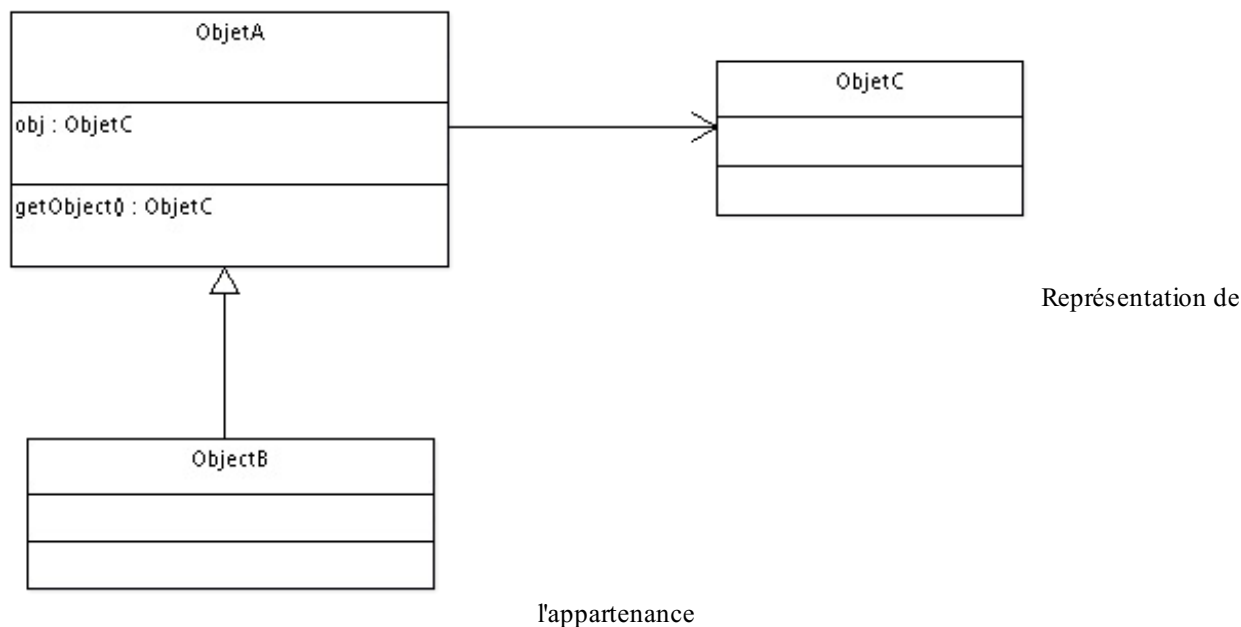 ObjetA
obj : ObjetC
getObject() : ObjetC
ObjetC
Représentation de
ObjectB
l'appartenance